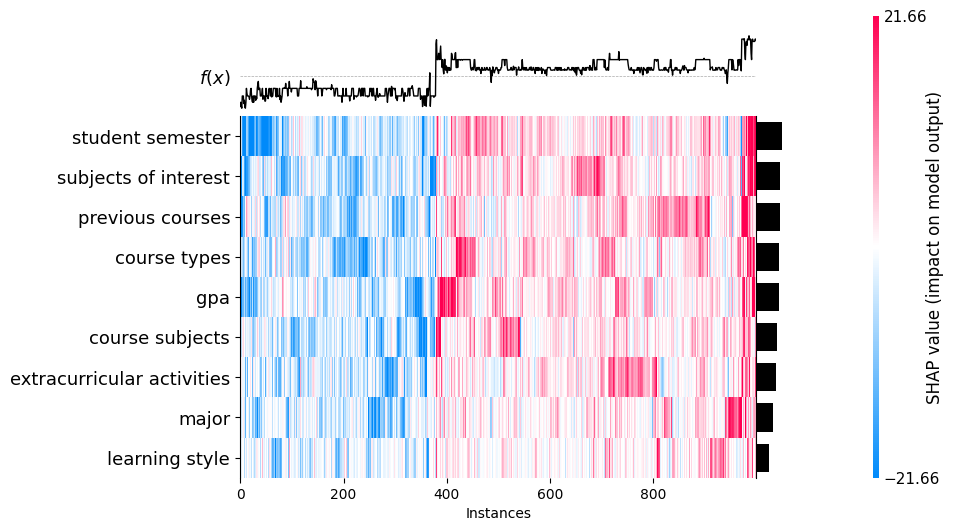 21.66
f(x)
student semester
subjects of interest
previous courses
course types
gpa
course subjects
extracurricular activities
major
learning style
0
200
400
600
800
Instances
SHAP value (impact on model output)
−21.66